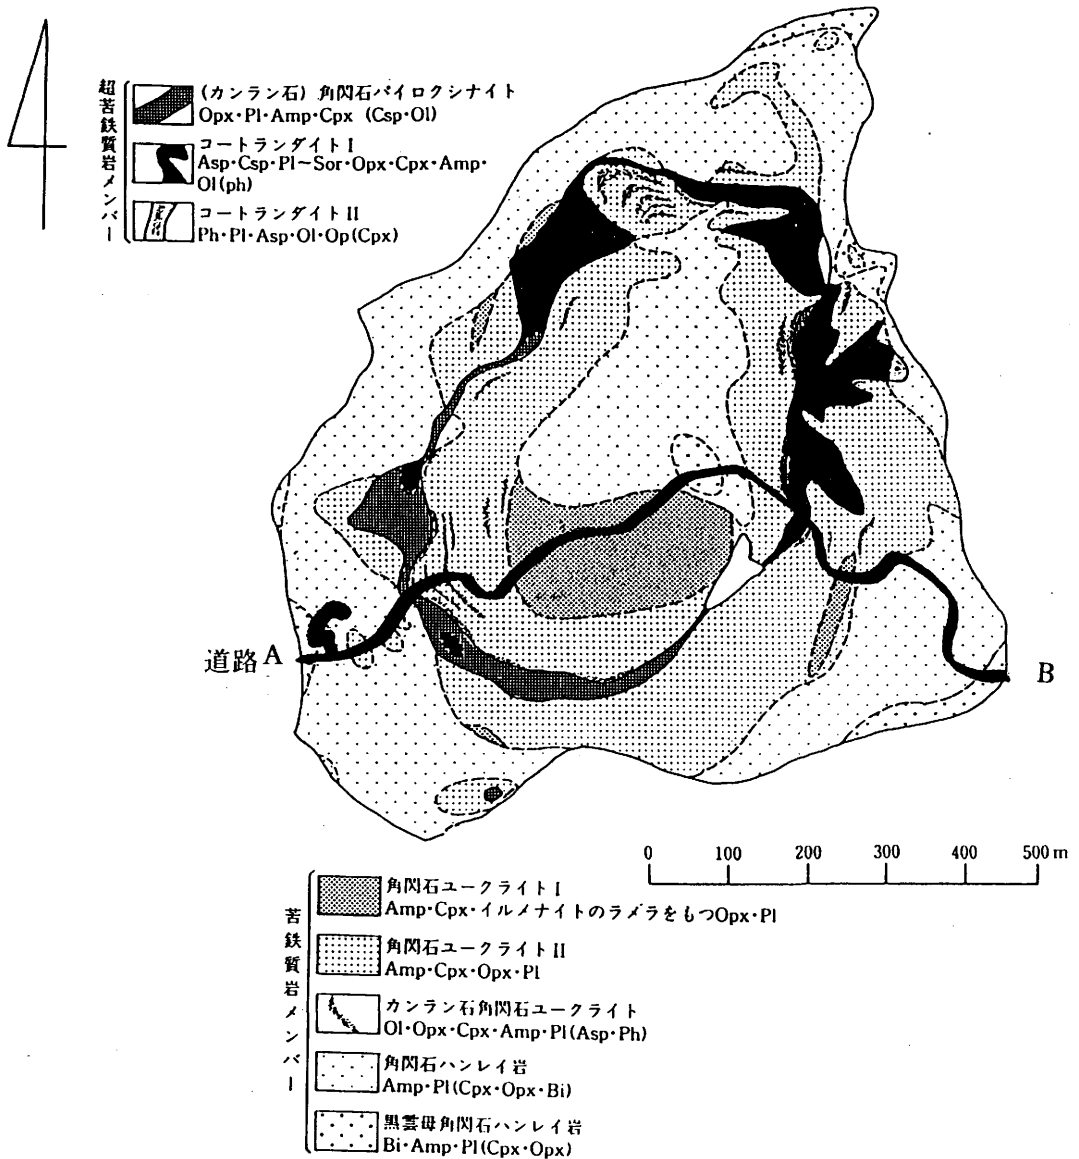 超苦鉄質岩メンバー
(カンラン石) 角閃石パイロクシナイト
Opx・Pl・Amp・Cpx (Csp・Ol)
コートランダイトI
Asp・Csp・Pl～Sor・Opx・Cpx・Amp・
Ol(ph)
コートランダイトII
Ph・Pl・Asp・Ol・Op(Cpx)
道路 A
B
0 100 200 300 400 500 m
苦鉄質岩メンバー
角閃石ユークライトI
Amp・Cpx・イルメナイトのラメラをもつOpx・Pl
角閃石ユークライトII
Amp・Cpx・Opx・Pl
カンラン石角閃石ユークライト
Ol・Opx・Cpx・Amp・Pl(Asp・Ph)
角閃石ハンレイ岩
Amp・Pl(Cpx・Opx・Bi)
黒雲母角閃石ハンレイ岩
Bi・Amp・Pl(Cpx・Opx)